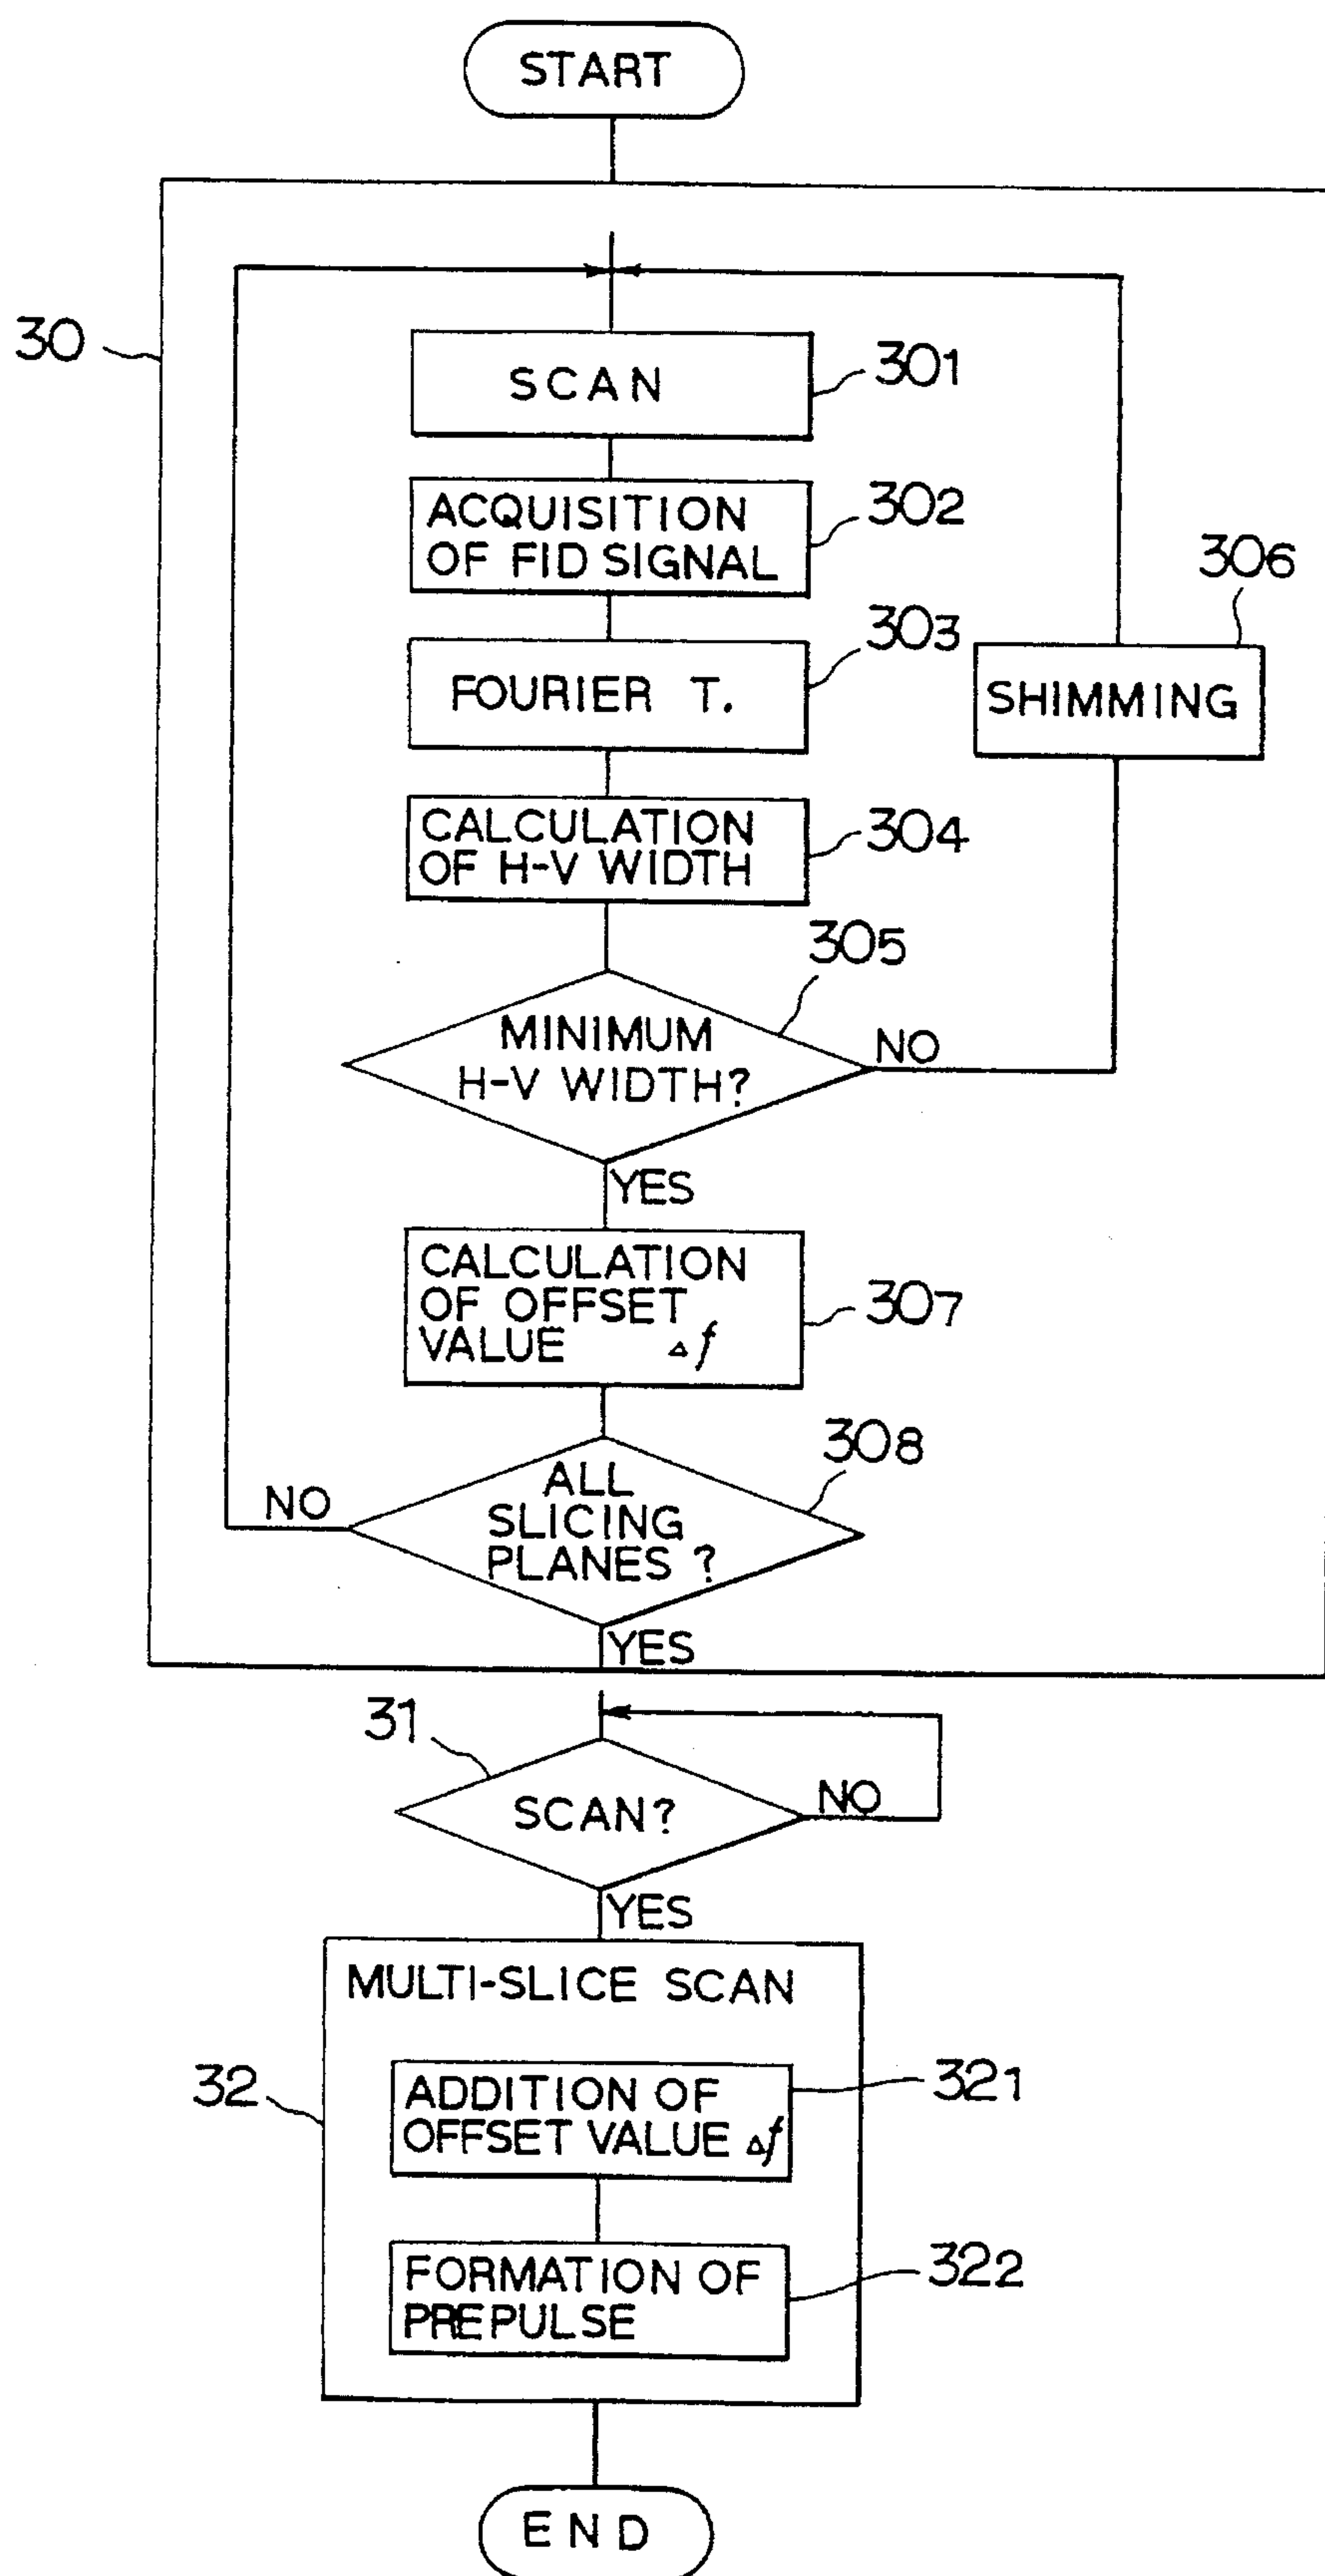 START
30
SCAN
301
ACQUISITION
OF FID SIGNAL
302
306
303
FOURIER T.
SHIMMING
CALCULATION
OF H-V WIDTH
304
305
MINIMUM
H-V WIDTH?
NO
YES
CALCULATION
OF OFFSET
VALUE Δf
307
308
ALL
SLICING
PLANES ?
NO
YES
31
SCAN?
NO
YES
MULTI-SLICE SCAN
32
ADDITION OF
OFFSET VALUE Δf
321
FORMATION OF
PREPULSE
322
END